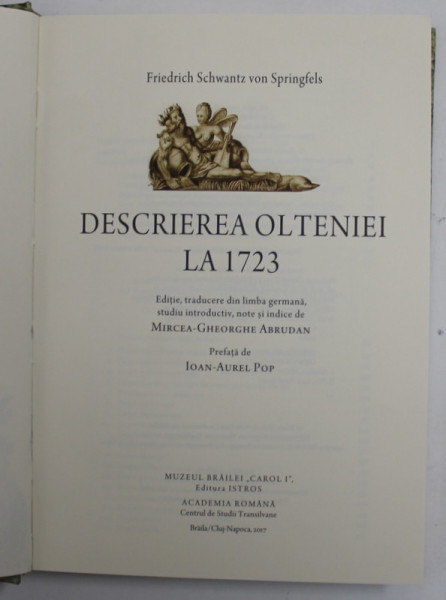 Friedrich Schwantz von Springfels
DESCRIEREA OLTENIEI
LA 1723
Ediție, traducere din limba germană,
studiu introductiv, note și indice de
MIRCEA-GHEORGHE ABRUDAN
Prefață de
IOAN-AUREL POP
MUZEUL BRĂILEI „CAROL I”,
Editura ISTROS
ACADEMIA ROMÂNĂ
Centrul de Studii Transilvane
Brăila/Cluj-Napoca, 2017